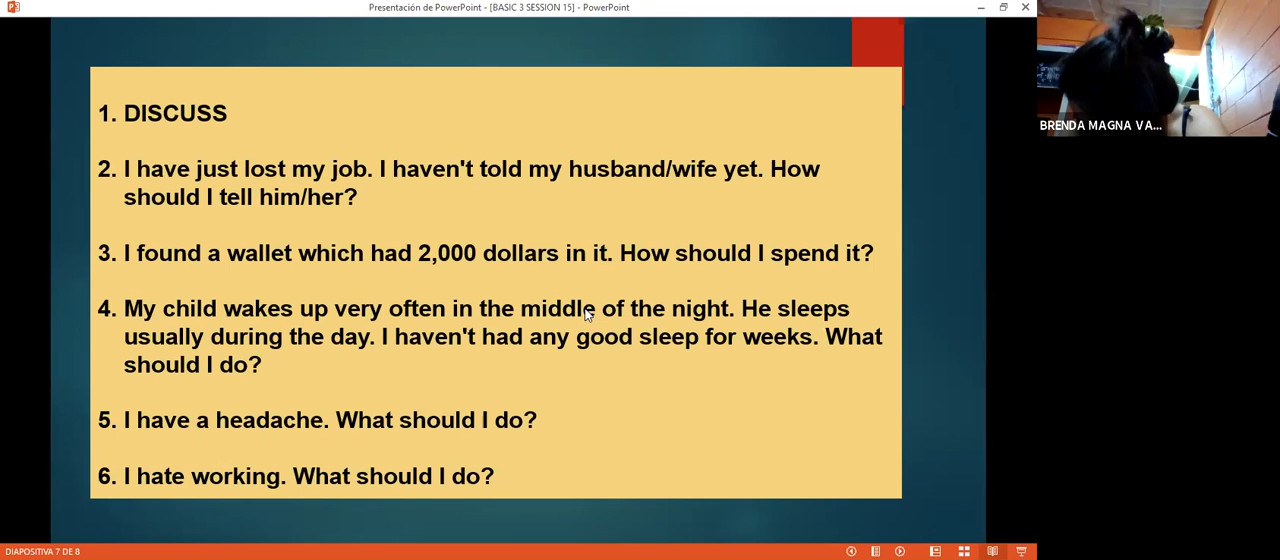 Presentación de PowerPoint - [BASIC 3 SESSION 15] - PowerPoint
BRENDA MAGNA VA...
1. DISCUSS
2. I have just lost my job. I haven't told my husband/wife yet. How
should I tell him/her?
3. I found a wallet which had 2,000 dollars in it. How should I spend it?
4. My child wakes up very often in the middle of the night. He sleeps
usually during the day. I haven't had any good sleep for weeks. What
should I do?
5. I have a headache. What should I do?
6. I hate working. What should I do?
DIAPOSITIVA 7 DE 8